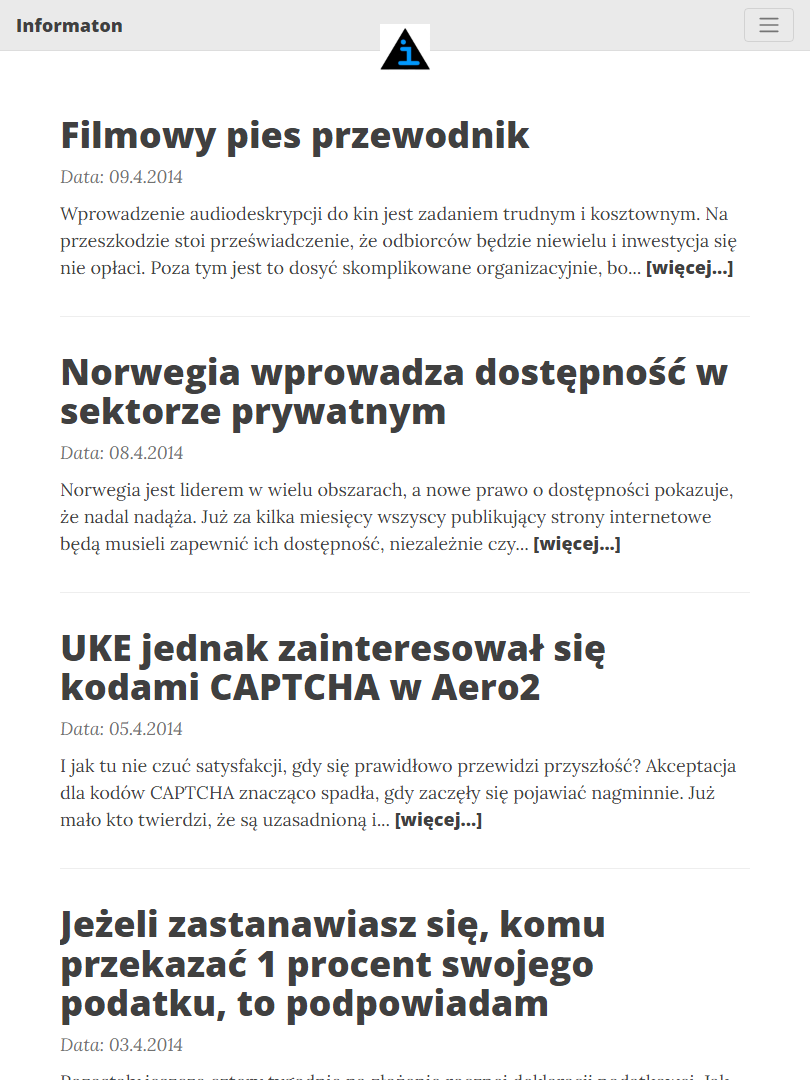 Informaton
i
Filmowy pies przewodnik
Data: 09.4.2014
Wprowadzenie audiodeskrypcji do kin jest zadaniem trudnym i kosztownym. Na
przeszkodzie stoi przeświadczenie, że odbiorców będzie niewielu i inwestycja się
nie opłaci. Poza tym jest to dosyć skomplikowane organizacyjnie, bo... [więcej...]
Norwegia wprowadza dostępność w
sektorze prywatnym
Data: 08.4.2014
Norwegia jest liderem w wielu obszarach, a nowe prawo o dostępności pokazuje,
że nadal nadąża. Już za kilka miesięcy wszyscy publikujący strony internetowe
będą musieli zapewnić ich dostępność, niezależnie czy... [więcej...]
UKE jednak zainteresował się
kodami CAPTCHA w Aero2
Data: 05.4.2014
I jak tu nie czuć satysfakcji, gdy się prawidłowo przewidzi przyszłość? Akceptacja
dla kodów CAPTCHA znacząco spadła, gdy zaczęły się pojawiać nagminnie. Już
mało kto twierdzi, że są uzasadnioną i... [więcej...]
Jeżeli zastanawiasz się, komu
przekazać 1 procent swojego
podatku, to podpowiadam
Data: 03.4.2014